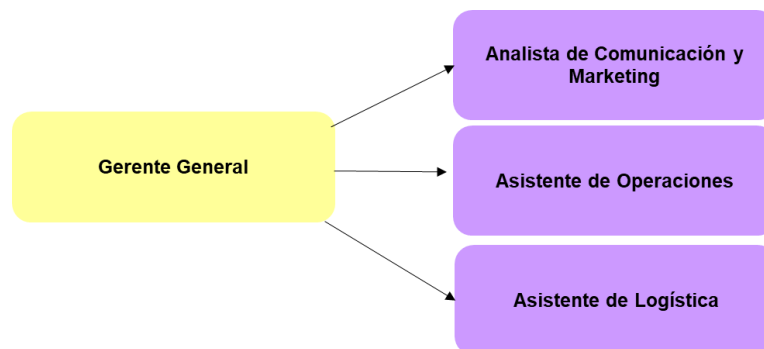 Analista de Comunicación y
Marketing
Gerente General
Asistente de Operaciones
Asistente de Logística